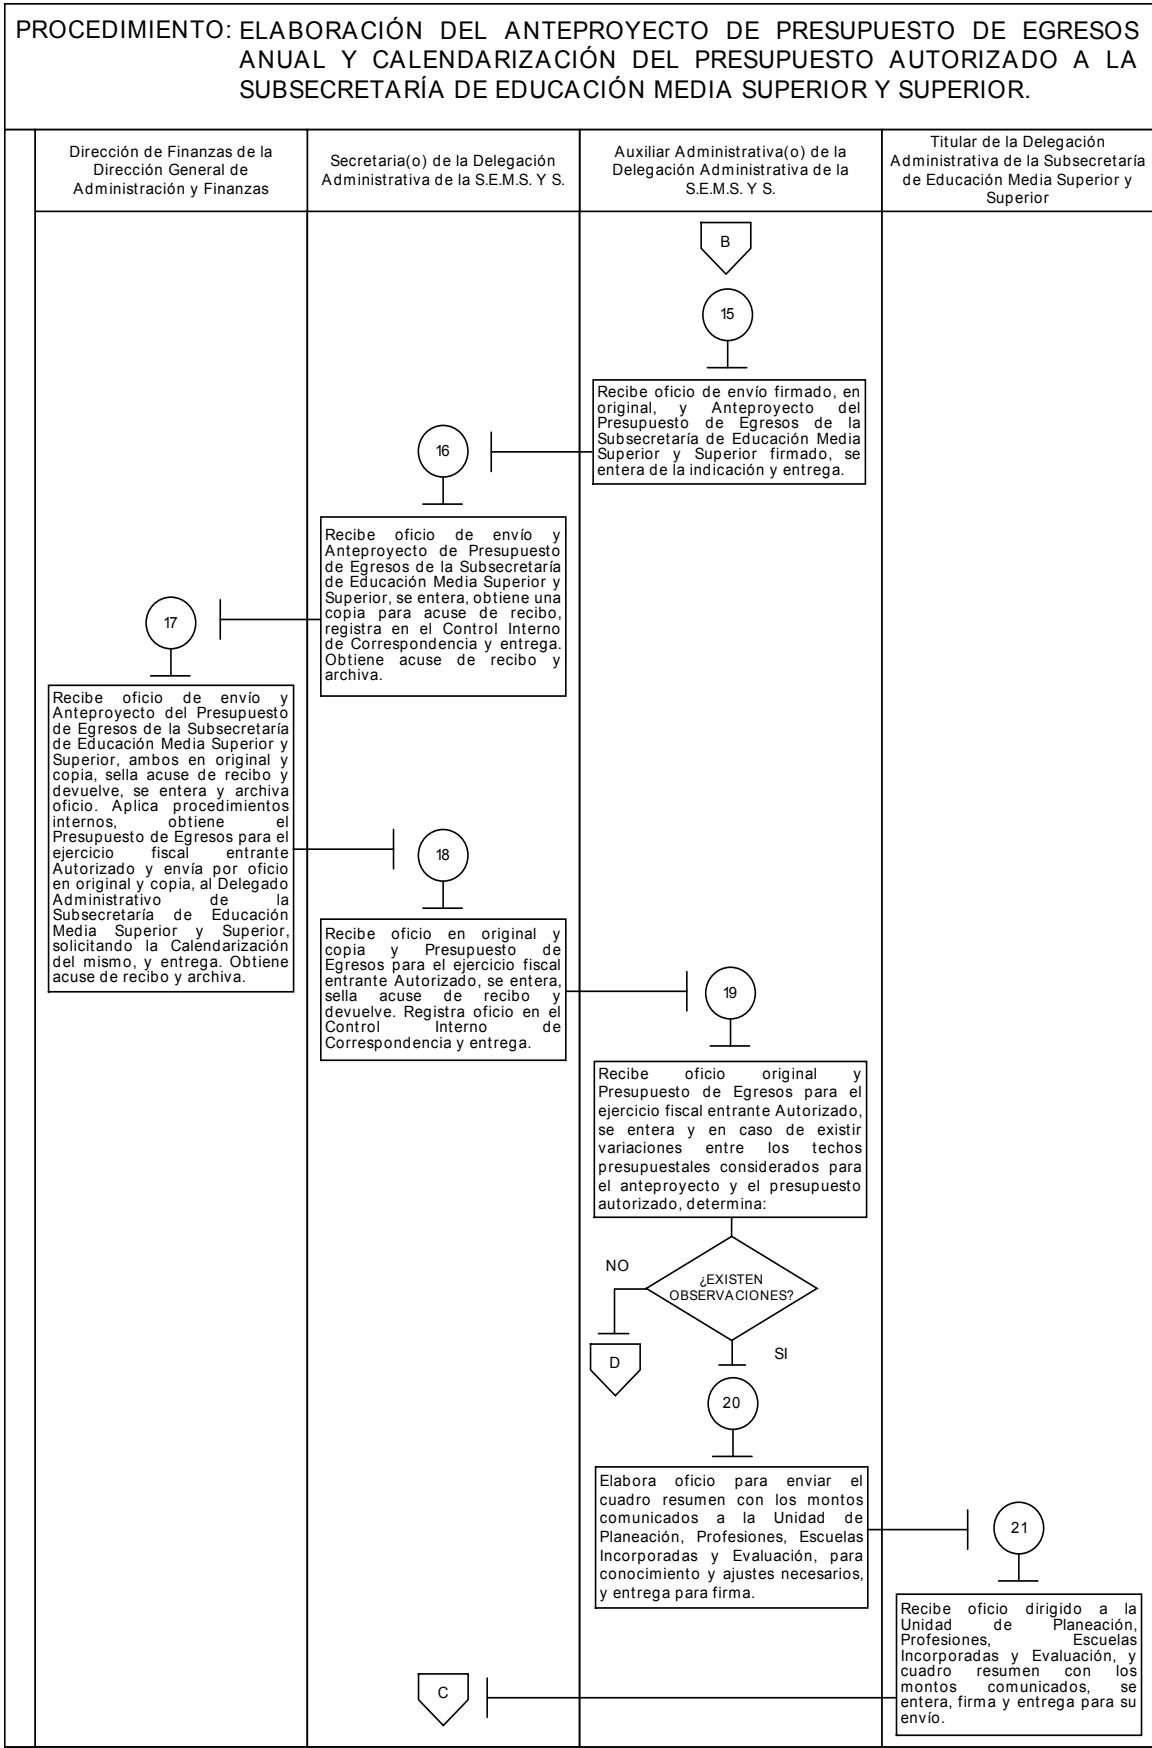 PROCEDIMIENTO: ELABORACIÓN DEL ANTEPROYECTO DE PRESUPUESTO DE EGRESOS
ANUAL Y CALENDARIZACIÓN DEL PRESUPUESTO AUTORIZADO A LA
SUBSECRETARÍA DE EDUCACIÓN MEDIA SUPERIOR Y SUPERIOR.
Dirección de Finanzas de la
Dirección General de
Administración y Finanzas
Secretaria(o) de la Delegación
Administrativa de la S.E.M.S. Y S.
Auxiliar Administrativa(o) de la
Delegación Administrativa de la
S.E.M.S. Y S.
Titular de la Delegación
Administrativa de la Subsecretaría
de Educación Media Superior y
Superior
B
15
Recibe oficio de envío firmado, en
original, y Anteproyecto del
Presupuesto de Egresos de la
Subsecretaría de Educación Media
Superior y Superior firmado, se
entera de la indicación y entrega.
16
Recibe oficio de envío y
Anteproyecto de Presupuesto
de Egresos de la Subsecretaría
de Educación Media Superior y
Superior, se entera, obtiene una
copia para acuse de recibo,
registra en el Control Interno
de Correspondencia y entrega.
Obtiene acuse de recibo y
archiva.
17
Recibe oficio de envío y
Anteproyecto del Presupuesto
de Egresos de la Subsecretaría
de Educación Media Superior y
Superior, ambos en original y
copia, sella acuse de recibo y
devuelve, se entera y archiva
oficio. Aplica procedimientos
internos, obtiene el
Presupuesto de Egresos para el
ejercicio fiscal entrante
Autorizado y envía por oficio
en original y copia, al Delegado
Administrativo de la
Subsecretaría de Educación
Media Superior y Superior,
solicitando la Calendarización
del mismo, y entrega. Obtiene
acuse de recibo y archiva.
18
Recibe oficio en original y
copia y Presupuesto de
Egresos para el ejercicio fiscal
entrante Autorizado, se entera,
sella acuse de recibo y
devuelve. Registra oficio en el
Control Interno de
Correspondencia y entrega.
19
Recibe oficio original y
Presupuesto de Egresos para el
ejercicio fiscal entrante Autorizado,
se entera y en caso de existir
variaciones entre los techos
presupuestales considerados para
el anteproyecto y el presupuesto
autorizado, determina:
¿EXISTEN
OBSERVACIONES?
NO
D
SI
20
Elabora oficio para enviar el
cuadro resumen con los montos
comunicados a la Unidad de
Planeación, Profesiones, Escuelas
Incorporadas y Evaluación, para
conocimiento y ajustes necesarios,
y entrega para firma.
21
Recibe oficio dirigido a la
Unidad de Planeación,
Profesiones, Escuelas
Incorporadas y Evaluación, y
cuadro resumen con los
montos comunicados, se
entera, firma y entrega para su
envío.
C